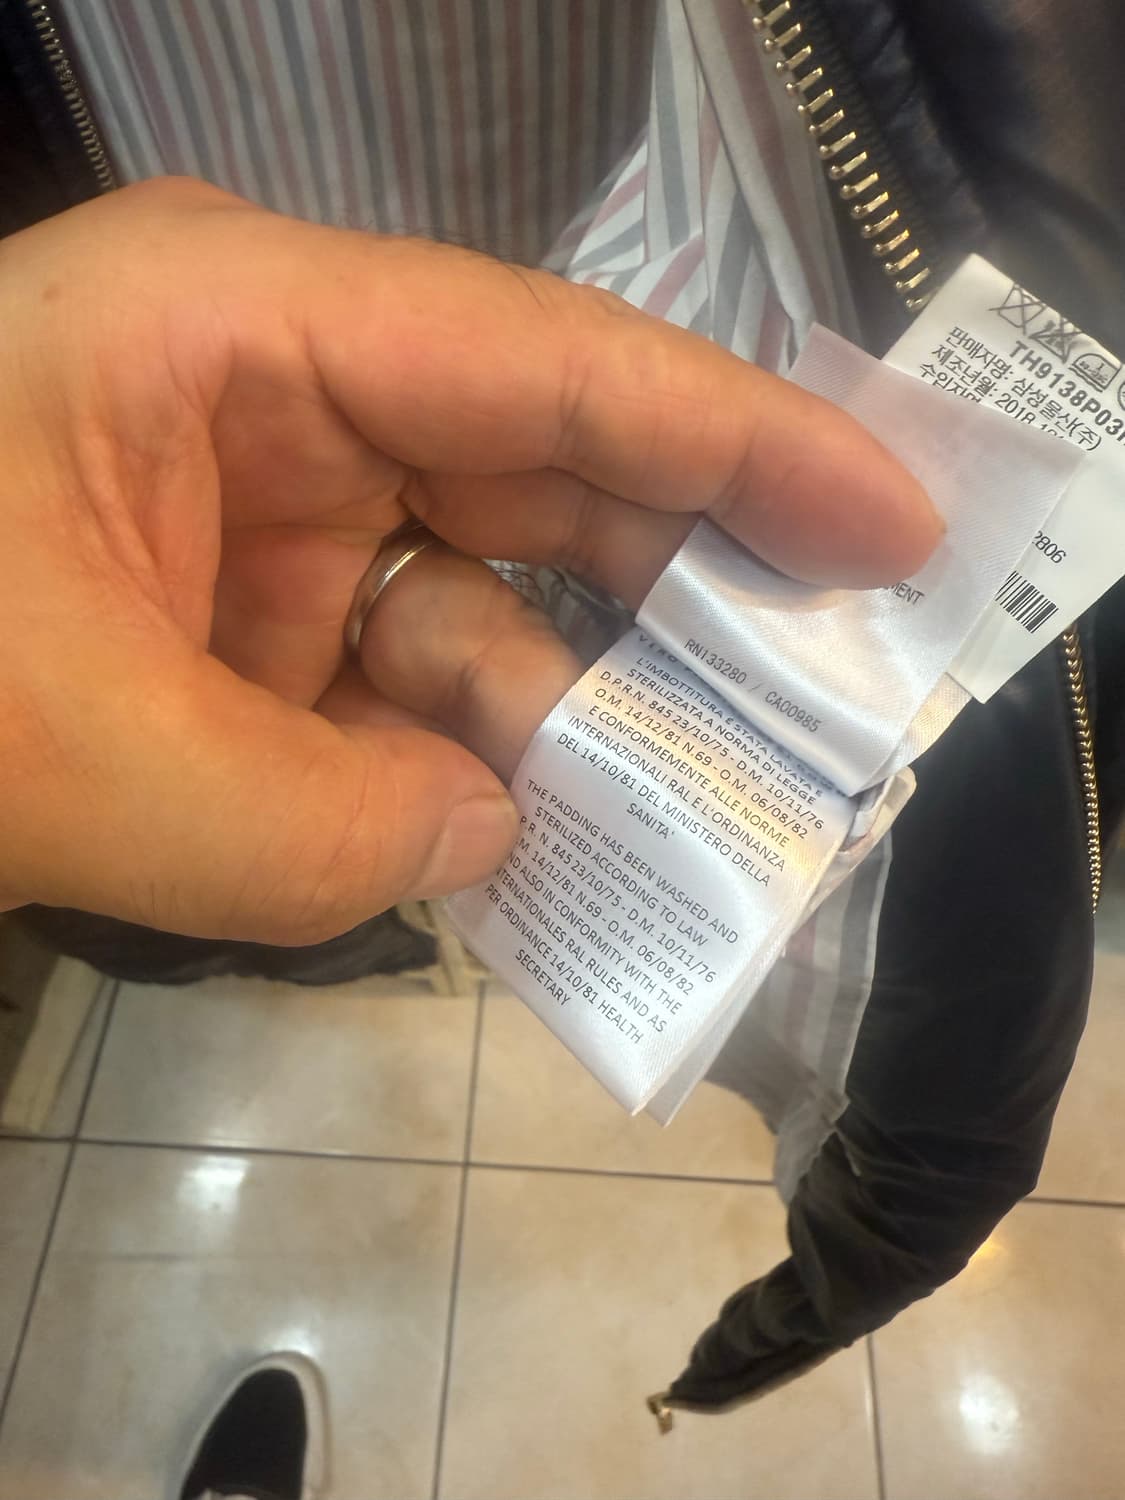 TH9138P03
판매자명: 삼성물산(주)
제조년월: 2018.
2806
MENT
RN133280 / CA00985
L'IMBOTTITURA È STATA LAVATA E
STERILIZZATA A NORMA DI LEGGE
D.P.R.N. 845 23/10/75 - D.M. 10/11/76
O.M. 14/12/81 N.69 - O.M. 06/08/82
E CONFORMEMENTE ALLE NORME
INTERNAZIONALI RAL E L'ORDINANZA
DEL 14/10/81 DEL MINISTERO DELLA
SANITA'
THE PADDING HAS BEEN WASHED AND
STERILIZED ACCORDING TO LAW
P.R. N. 845 23/10/75 - D.M. 10/11/76
.M. 14/12/81 N.69 - O.M. 06/08/82
ND ALSO IN CONFORMITY WITH THE
NTERNATIONALES RAL RULES AND AS
PER ORDINANCE 14/10/81 HEALTH
SECRETARY